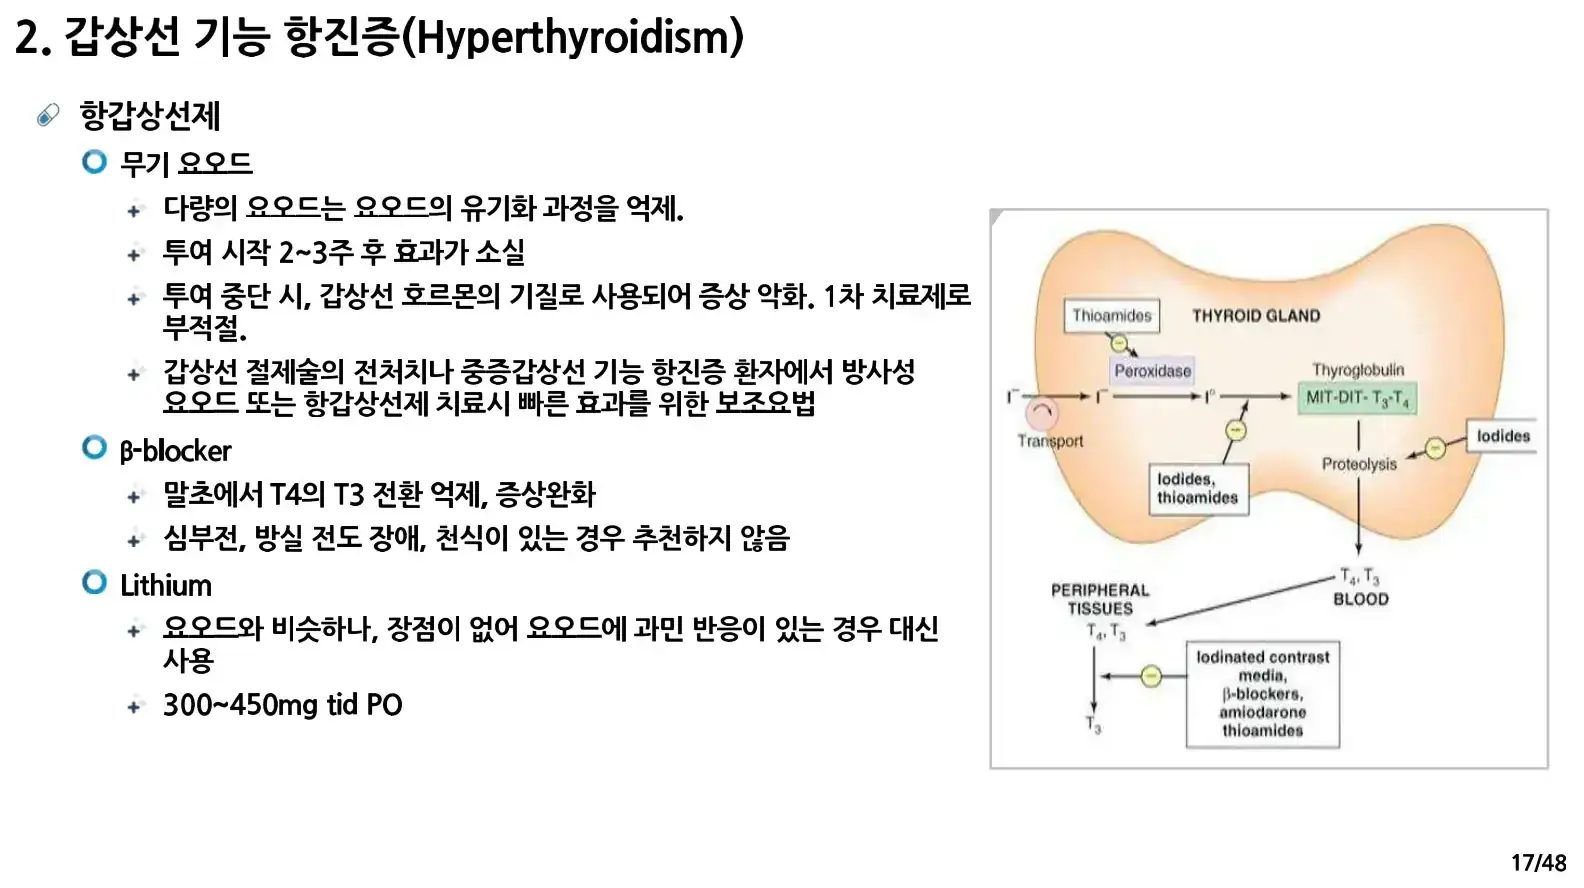 2. 갑상선 기능 항진증(Hyperthyroidism)
항갑상선제
무기 요오드
다량의 요오드는 요오드의 유기화 과정을 억제.
투여 시작 2~3주 후 효과가 소실
투여 중단 시, 갑상선 호르몬의 기질로 사용되어 증상 악화. 1차 치료제로
부적절.
갑상선 절제술의 전처치나 중증갑상선 기능 항진증 환자에서 방사성
요오드 또는 항갑상선제 치료시 빠른 효과를 위한 보조요법
β-blocker
말초에서 T4의 T3 전환 억제, 증상완화
심부전, 방실 전도 장애, 천식이 있는 경우 추천하지 않음
Lithium
요오드와 비슷하나, 장점이 없어 요오드에 과민 반응이 있는 경우 대신
사용
300~450mg tid PO
Thioamides
THYROID GLAND
Peroxidase
Thyroglobulin
I⁻ I⁻ I° MIT-DIT- T₃-T₄
Transport
Iodides
Proteolysis
Iodides,
thioamides
T₄, T₃
BLOOD
PERIPHERAL
TISSUES
T₄, T₃
Iodinated contrast
media,
β-blockers,
amiodarone
thioamides
T₃
17/48